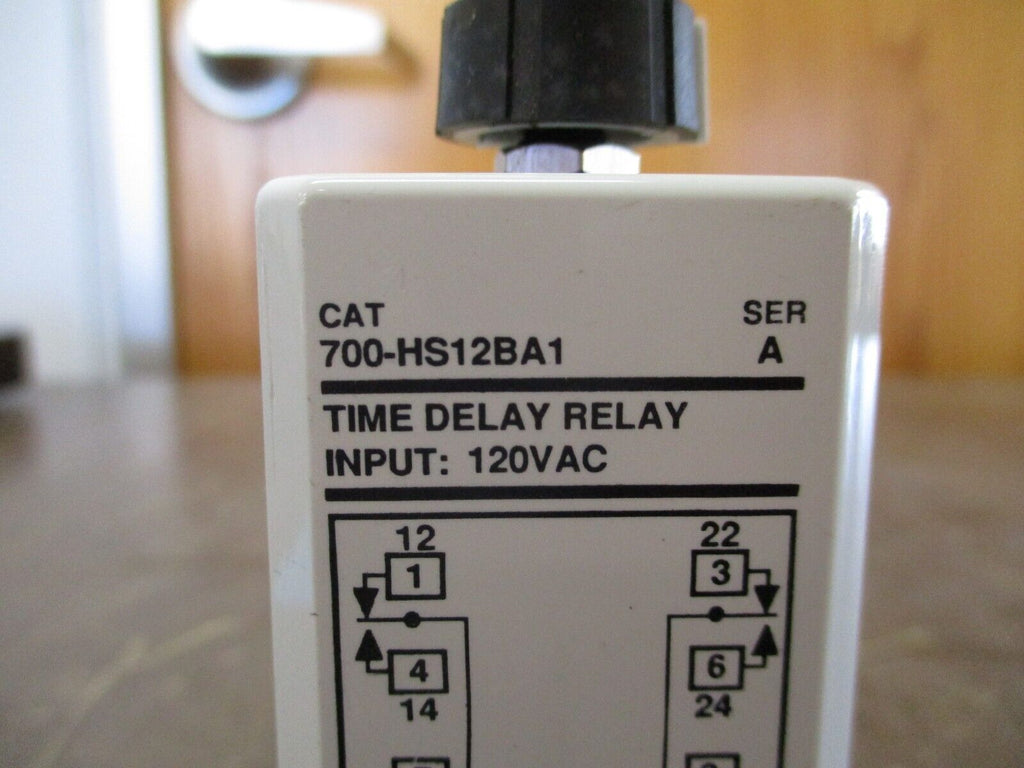 CAT SER
700-HS12BA1 A
TIME DELAY RELAY
INPUT: 120VAC
12 22
1 3
4 6
14 24